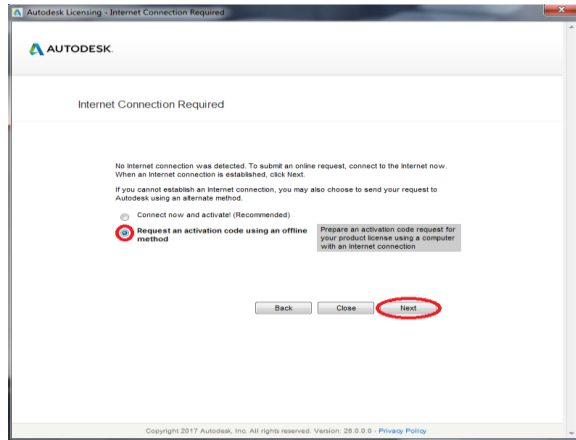 Autodesk Licensing - Internet Connection Required
AUTODESK.
Internet Connection Required
No Internet connection was detected. To submit an online request, connect to the Internet now.
When an Internet connection is established, click Next.
If you cannot establish an Internet connection, you may also choose to send your request to
Autodesk using an alternate method.
Connect now and activate! (Recommended)
Request an activation code using an offline
method
Prepare an activation code request for
your product license using a computer
with an Internet connection
Back
Close
Next
Copyright 2017 Autodesk, Inc. All rights reserved. Version: 28.0.0.0 - Privacy Policy